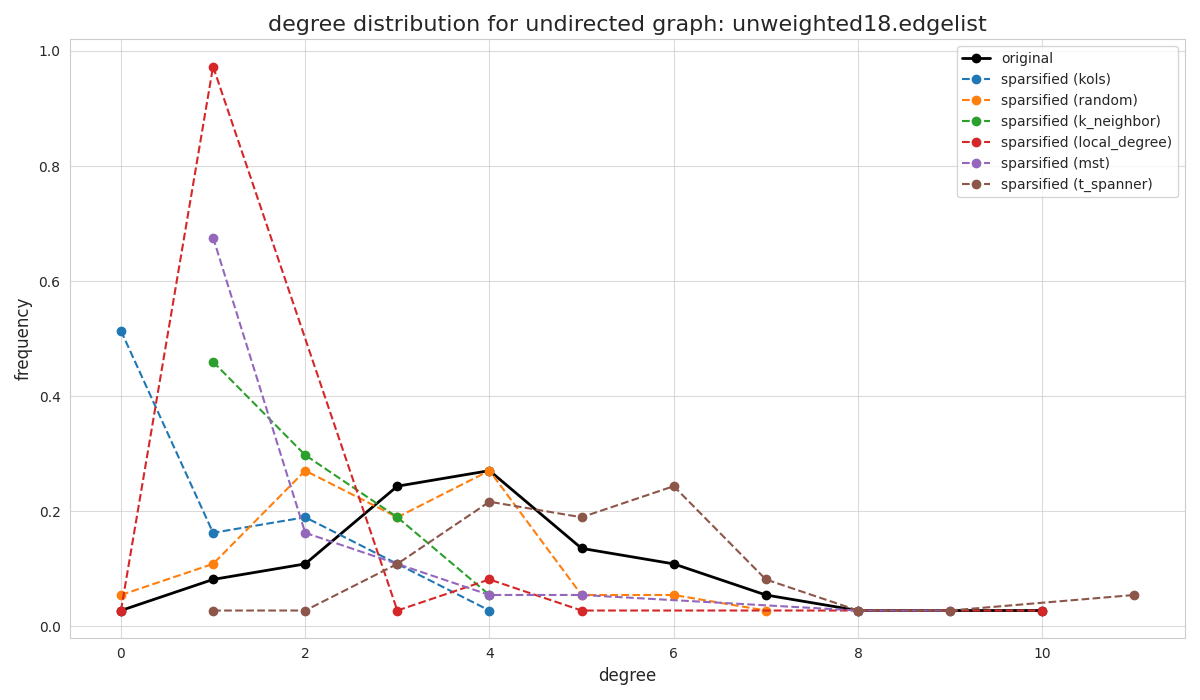 degree distribution for undirected graph: unweighted18.edgelist
1.0
0.8
0.6
0.4
0.2
0.0
frequency
0
2
4
6
8
10
degree
original
sparsified (kols)
sparsified (random)
sparsified (k_neighbor)
sparsified (local_degree)
sparsified (mst)
sparsified (t_spanner)